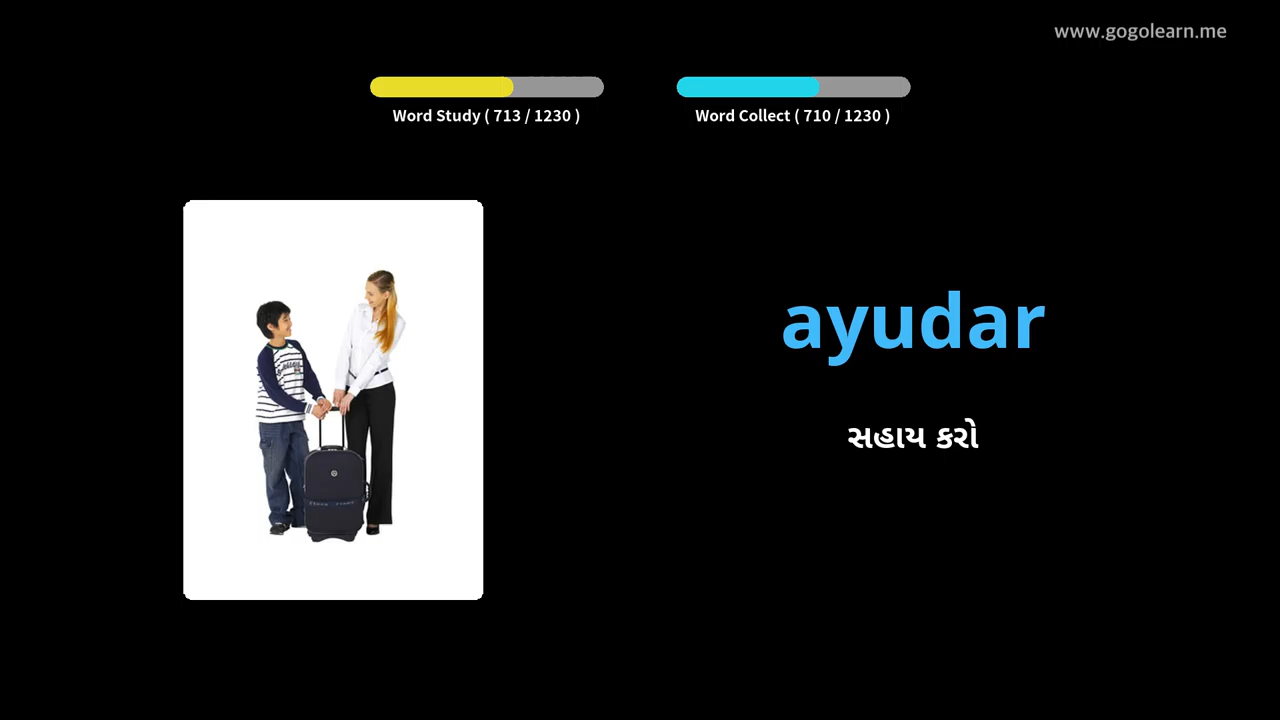 www.gogolearn.me
Word Study ( 713 / 1230 )
Word Collect ( 710 / 1230 )
ayudar
સહાય કરો